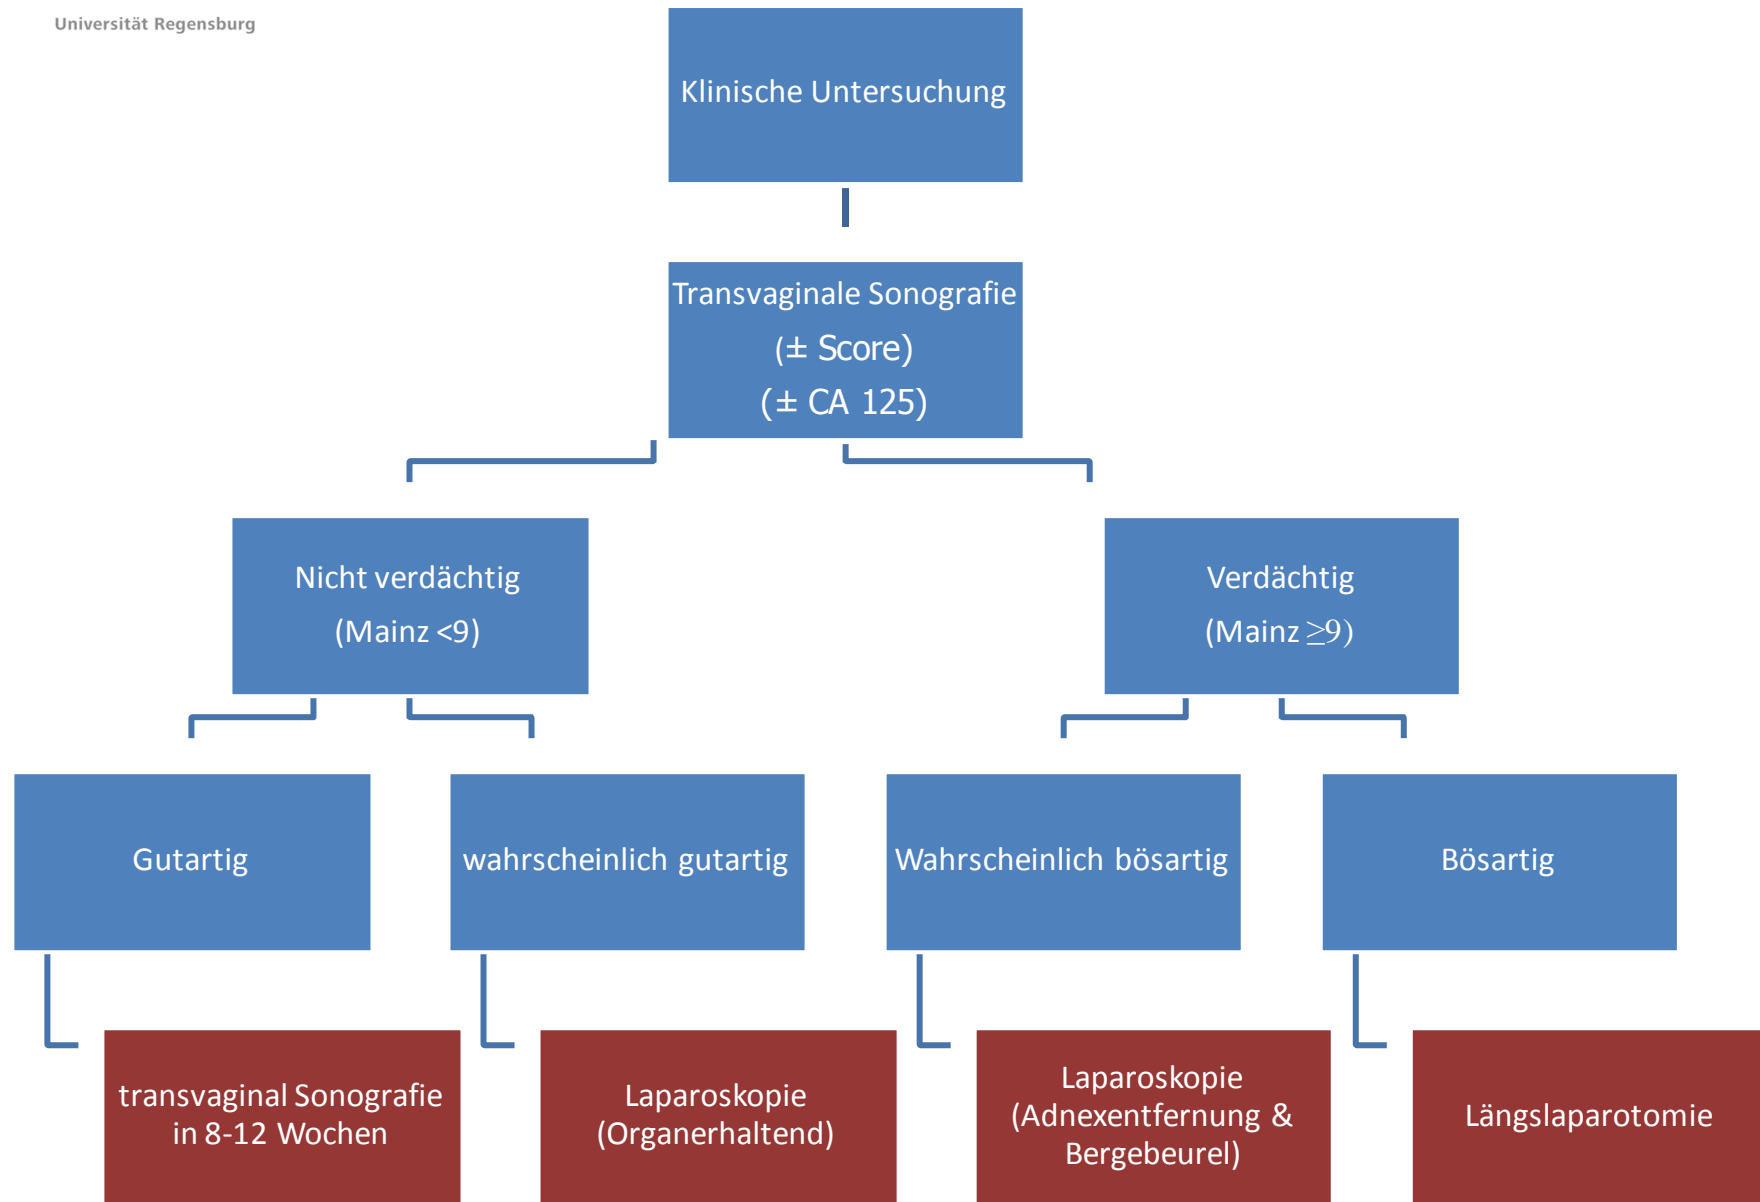 Universität Regensburg
Klinische Untersuchung
Transvaginale Sonografie
(± Score)
(± CA 125)
Nicht verdächtig
(Mainz <9)
Verdächtig
(Mainz ≥9)
Gutartig
wahrscheinlich gutartig
Wahrscheinlich bösartig
Bösartig
transvaginal Sonografie
in 8-12 Wochen
Laparoskopie
(Organerhaltend)
Laparoskopie
(Adnexentfernung &
Bergebeurel)
Längslaparotomie